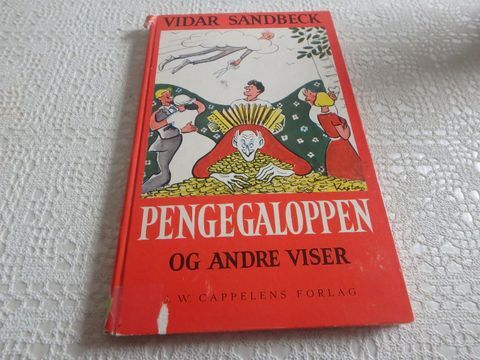 VIDAR SANDBECK
PENGEGALOPPEN
OG ANDRE VISER
W. CAPPELENS FORLAG